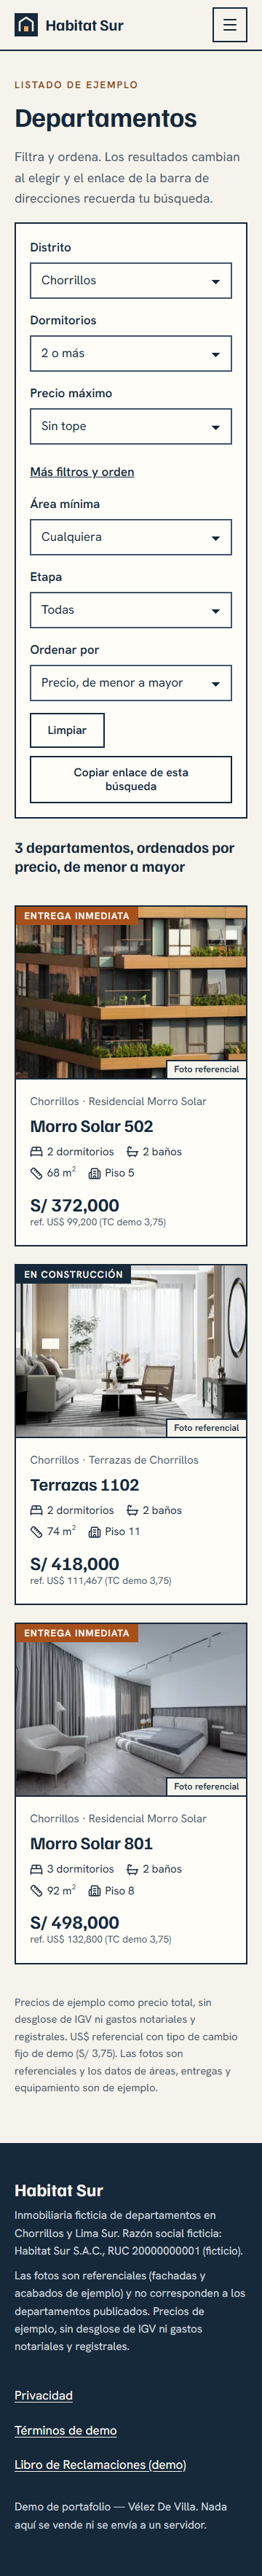 Habitat Sur
LISTADO DE EJEMPLO
Departamentos
Filtra y ordena. Los resultados cambian
al elegir y el enlace de la barra de
direcciones recuerda tu búsqueda.
Distrito
Chorrillos
Dormitorios
2 o más
Precio máximo
Sin tope
Más filtros y orden
Área mínima
Cualquiera
Etapa
Todas
Ordenar por
Precio, de menor a mayor
Limpiar
Copiar enlace de esta
búsqueda
3 departamentos, ordenados por
precio, de menor a mayor
ENTREGA INMEDIATA
Foto referencial
Chorrillos · Residencial Morro Solar
Morro Solar 502
2 dormitorios 2 baños
68 m² Piso 5
S/ 372,000
ref. US$ 99,200 (TC demo 3,75)
EN CONSTRUCCIÓN
Foto referencial
Chorrillos · Terrazas de Chorrillos
Terrazas 1102
2 dormitorios 2 baños
74 m² Piso 11
S/ 418,000
ref. US$ 111,467 (TC demo 3,75)
ENTREGA INMEDIATA
Foto referencial
Chorrillos · Residencial Morro Solar
Morro Solar 801
3 dormitorios 2 baños
92 m² Piso 8
S/ 498,000
ref. US$ 132,800 (TC demo 3,75)
Precios de ejemplo como precio total, sin
desglose de IGV ni gastos notariales y
registrales. US$ referencial con tipo de cambio
fijo de demo (S/ 3,75). Las fotos son
referenciales y los datos de áreas, entregas y
equipamiento son de ejemplo.
Habitat Sur
Inmobiliaria ficticia de departamentos en
Chorrillos y Lima Sur. Razón social ficticia:
Habitat Sur S.A.C., RUC 20000000001 (ficticio).
Las fotos son referenciales (fachadas y
acabados de ejemplo) y no corresponden a los
departamentos publicados. Precios de
ejemplo, sin desglose de IGV ni gastos
notariales y registrales.
Privacidad
Términos de demo
Libro de Reclamaciones (demo)
Demo de portafolio — Vélez De Villa. Nada
aquí se vende ni se envía a un servidor.